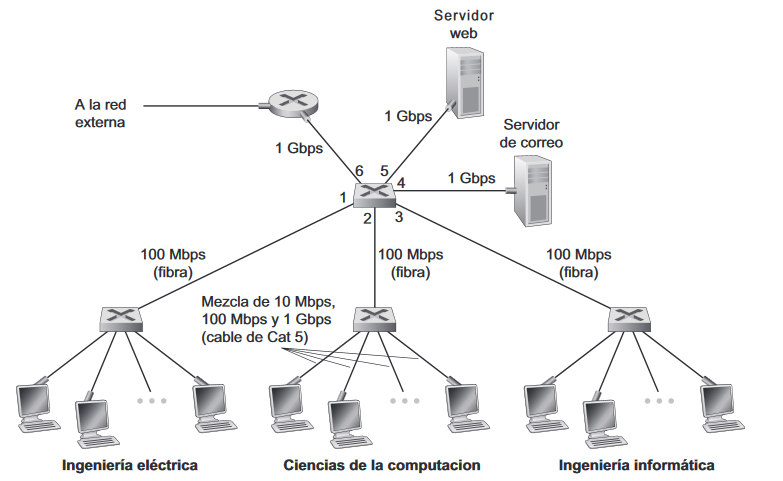 Servidor
web
A la red
externa
1 Gbps
Servidor
de correo
1 Gbps
1 Gbps
6
5
4
1
2
3
100 Mbps
(fibra)
100 Mbps
(fibra)
100 Mbps
(fibra)
Mezcla de 10 Mbps,
100 Mbps y 1 Gbps
(cable de Cat 5)
Ingeniería eléctrica
Ciencias de la computacion
Ingeniería informática